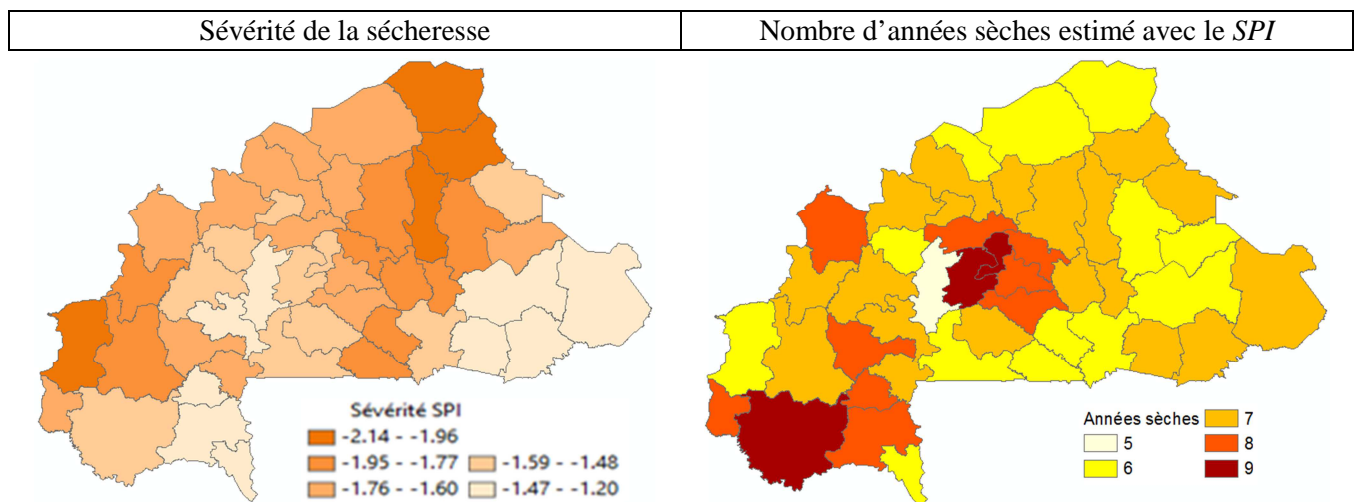 Sévérité de la sécheresse
Nombre d'années sèches estimé avec le SPI
Sévérité SPI
-2.14 - -1.96
-1.95 - -1.77
-1.59 - -1.48
-1.76 - -1.60
-1.47 - -1.20
Années sèches
7
5
8
6
9